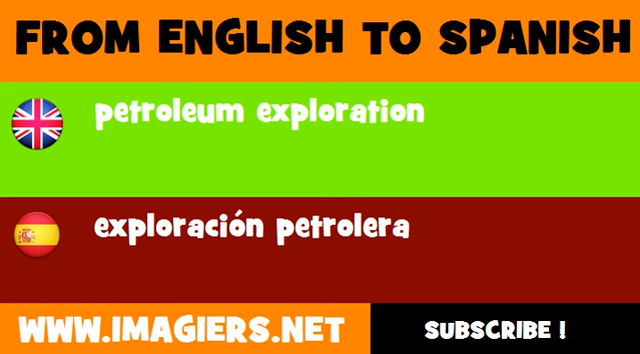 FROM ENGLISH TO SPANISH
petroleum exploration
exploración petrolera
WWW.IMAGIERS.NET
SUBSCRIBE !